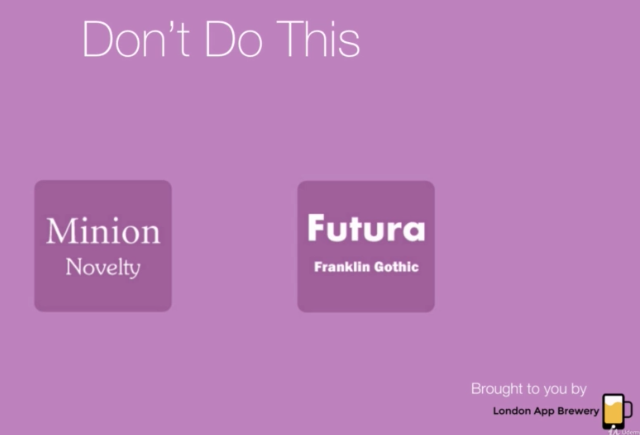 Don't Do This
Minion
Novelty
Futura
Franklin Gothic
Brought to you by
London App Brewery